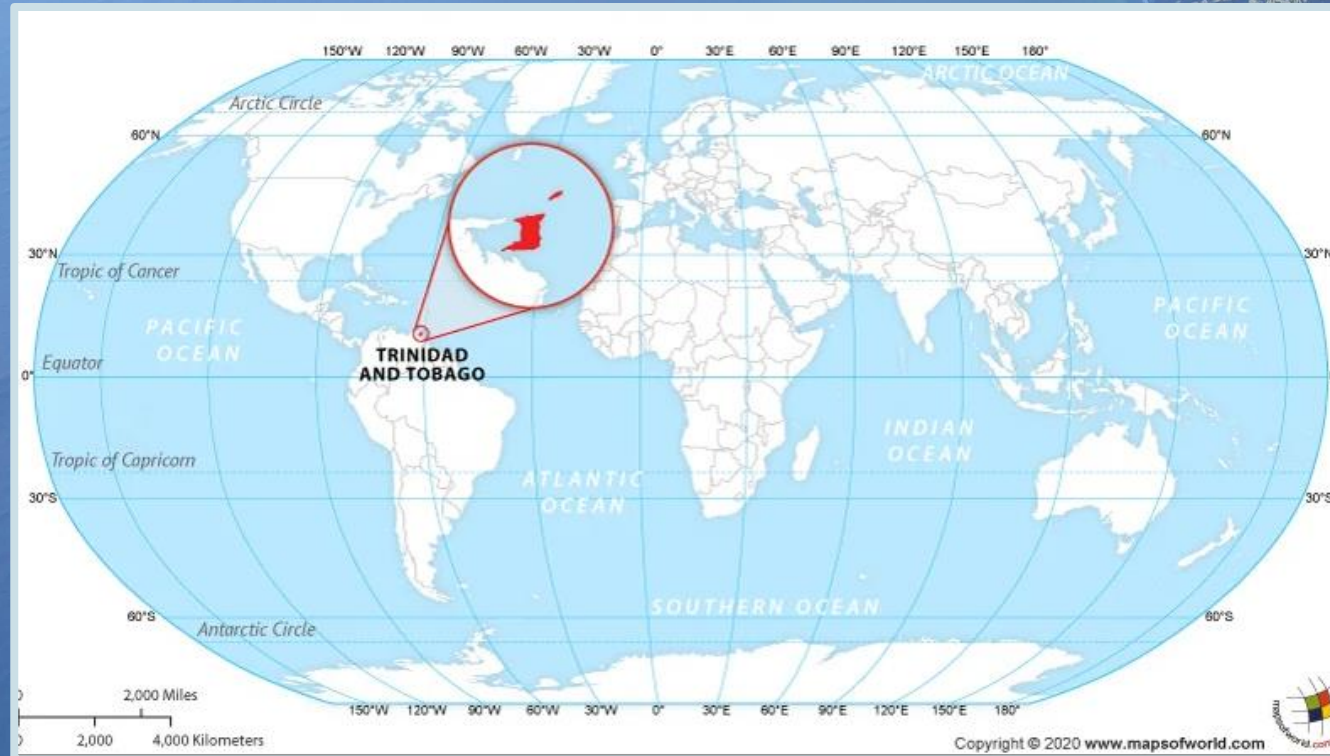 150°W 120°W 90°W 60°W 30°W 0° 30°E 60°E 90°E 120°E 150°E 180°
ARCTIC OCEAN
Arctic Circle
60°N 60°N
30°N 30°N
Tropic of Cancer
PACIFIC
OCEAN
PACIFIC
OCEAN
TRINIDAD
AND TOBAGO
Equator
0°
INDIAN
OCEAN
Tropic of Capricorn
ATLANTIC
OCEAN
30°S 30°S
SOUTHERN OCEAN
60°S 60°S
Antarctic Circle
2,000 Miles
150°W 120°W 90°W 60°W 30°W 0° 30°E 60°E 90°E 120°E 150°E 180°
2,000 4,000 Kilometers
Copyright © 2020 www.mapsofworld.com
mapsofworld.com